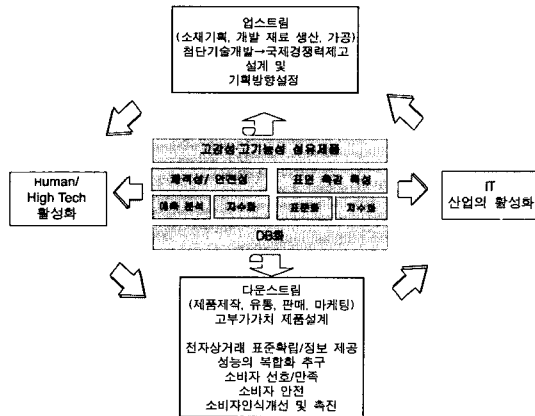 업스트림
(소재기획, 개발 재료 생산, 가공)
첨단기술개발→국제경쟁력제고
설계 및
기획방향설정
고감성·고기능성 섬유제품
Human/
High Tech
활성화
쾌적성/ 안전성
표면 촉감 특성
예측 분석
지수화
표준화
지수화
DB화
IT
산업의 활성화
다운스트림
(제품제작, 유통, 판매, 마케팅)
고부가가치 제품설계
전자상거래 표준확립/정보 제공
성능의 복합화 추구
소비자 선호/만족
소비자 안전
소비자인식개선 및 촉진